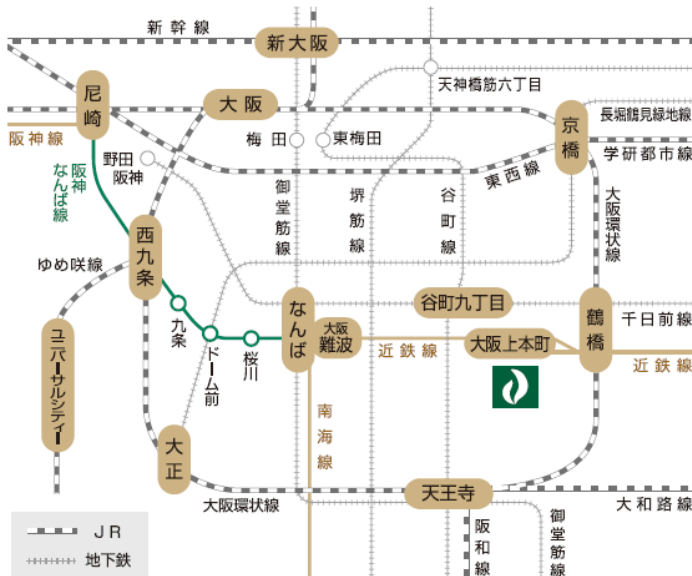 新幹線
新大阪
尼崎
大阪
天神橋筋六丁目
長堀鶴見緑地線
京橋
阪神線
梅田
東梅田
学研都市線
野田
阪神
阪神
なんば線
東西線
御堂筋線
堺筋線
谷町線
大阪環状線
西九条
ゆめ咲線
なんば
大阪
難波
谷町九丁目
鶴橋
千日前線
九条
ドーム前
桜川
近鉄線
大阪上本町
近鉄線
ユニバーサルシティー
南海線
大正
大阪環状線
天王寺
大和路線
阪和線
御堂筋線
JR
地下鉄